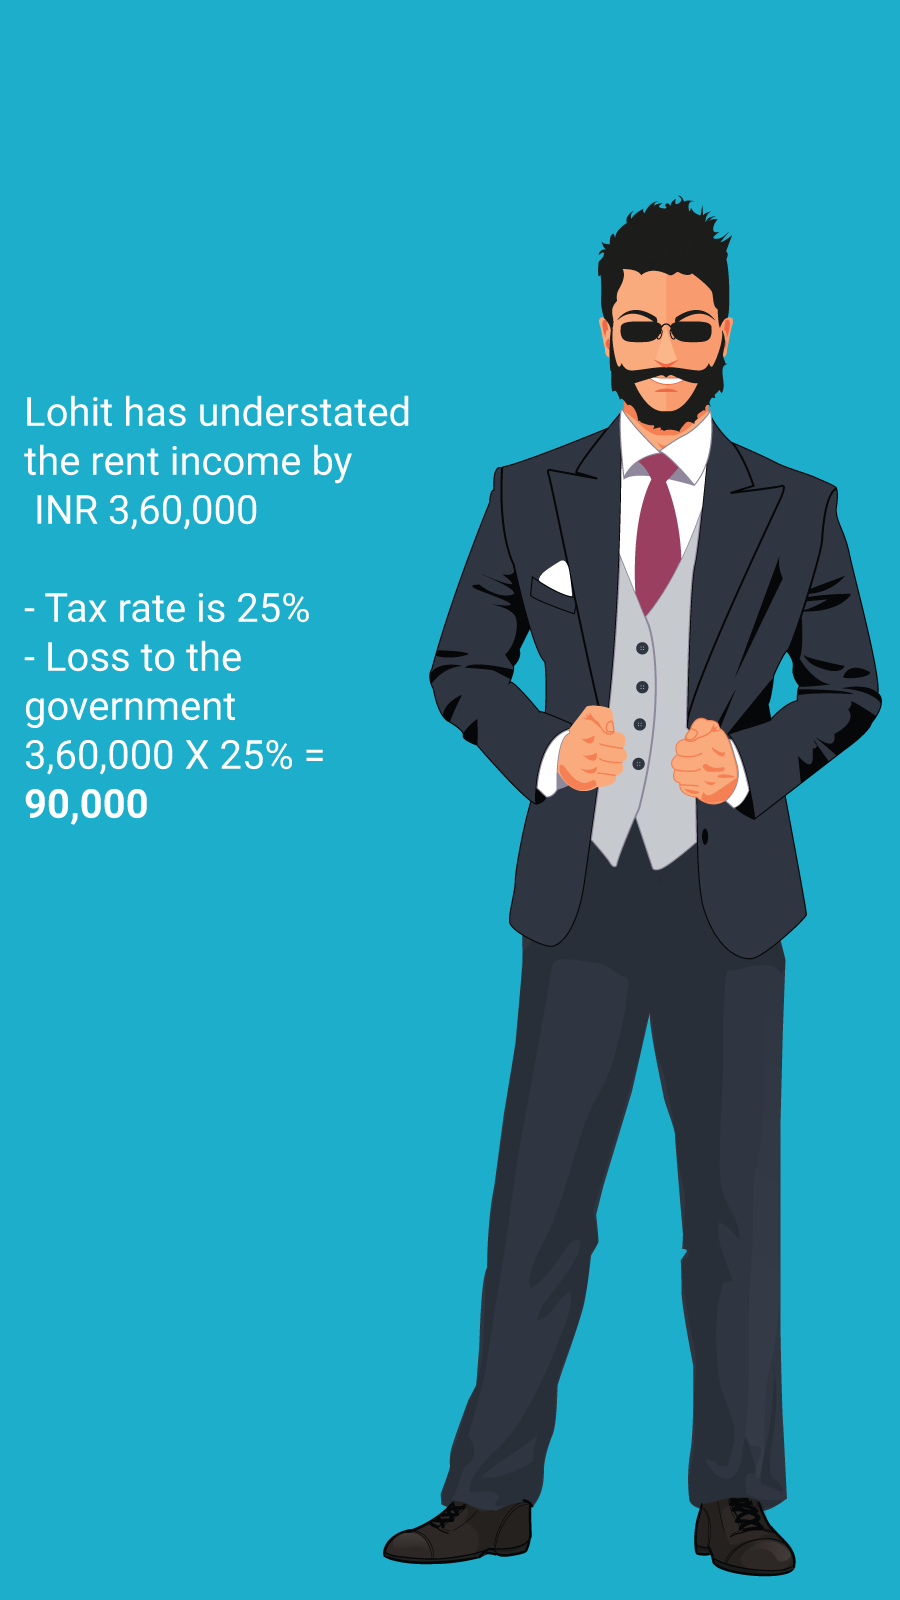 Lohit has understated
the rent income by
INR 3,60,000
- Tax rate is 25%
- Loss to the
government
3,60,000 X 25% =
90,000